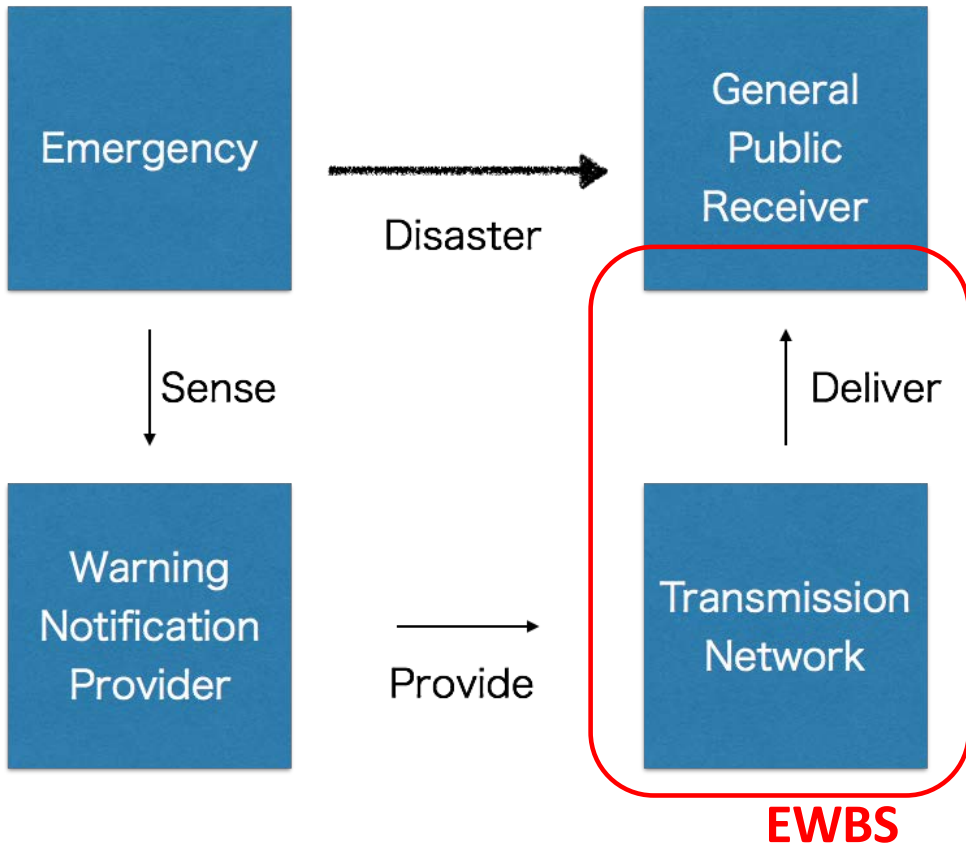 Emergency
Disaster
General
Public
Receiver
Sense
Deliver
Warning
Notification
Provider
Provide
Transmission
Network
EWBS